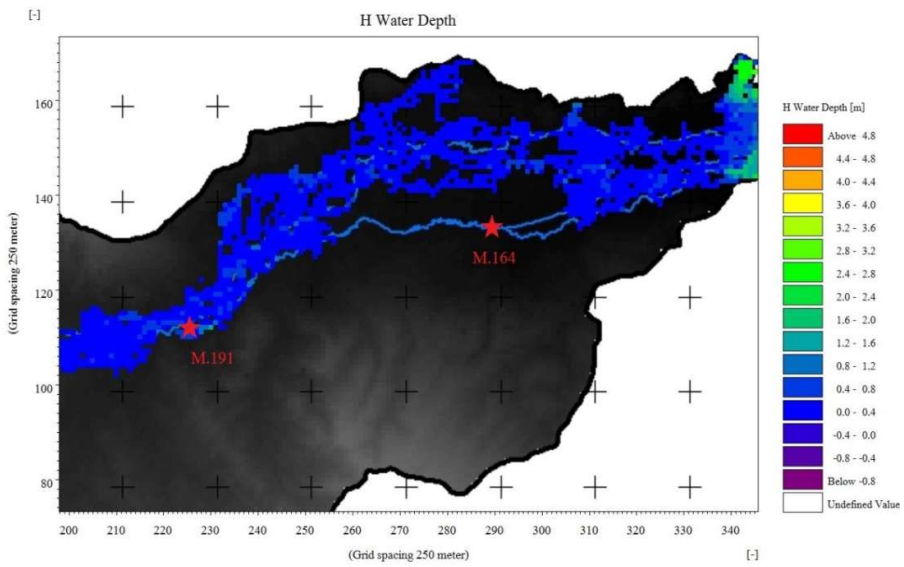 [-]
H Water Depth
160
140
120
100
80
(Grid spacing 250 meter)
M.164
M.191
200 210 220 230 240 250 260 270 280 290 300 310 320 330 340
(Grid spacing 250 meter)
[-]
H Water Depth [m]
Above 4.8
4.4 - 4.8
4.0 - 4.4
3.6 - 4.0
3.2 - 3.6
2.8 - 3.2
2.4 - 2.8
2.0 - 2.4
1.6 - 2.0
1.2 - 1.6
0.8 - 1.2
0.4 - 0.8
0.0 - 0.4
-0.4 - 0.0
-0.8 - -0.4
Below -0.8
Undefined Value